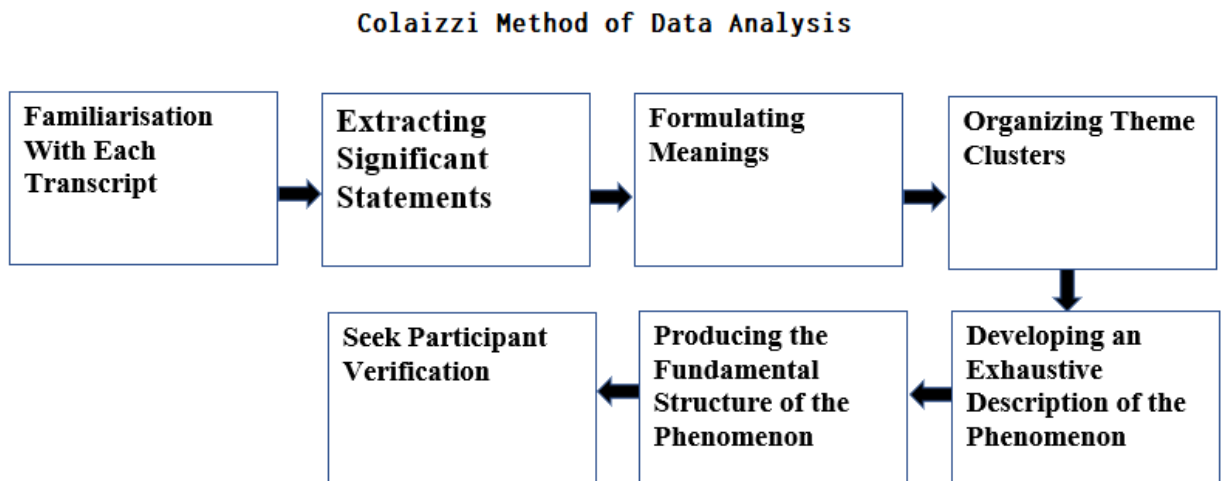 Colaizzi Method of Data Analysis
Familiarisation
With Each
Transcript
Extracting
Significant
Statements
Formulating
Meanings
Organizing Theme
Clusters
Developing an
Exhaustive
Description of the
Phenomenon
Producing the
Fundamental
Structure of the
Phenomenon
Seek Participant
Verification